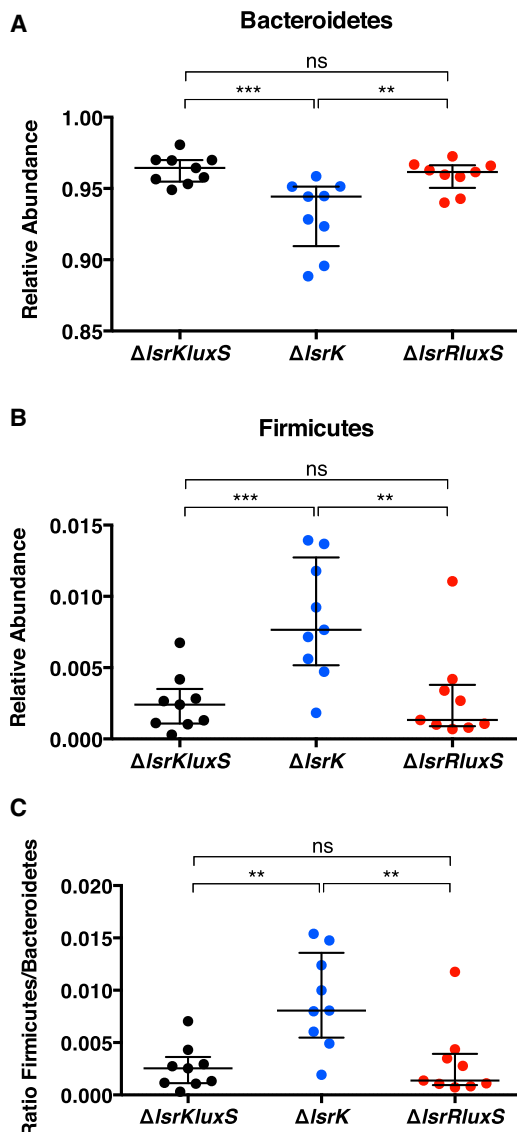 A
Bacteroidetes
ns
*** **
Relative Abundance
1.00
0.95
0.90
0.85
ΔlsrKluxS ΔlsrK ΔlsrRluxS
B
Firmicutes
ns
*** **
Relative Abundance
0.015
0.010
0.005
0.000
ΔlsrKluxS ΔlsrK ΔlsrRluxS
C
ns
** **
Ratio Firmicutes/Bacteroidetes
0.020
0.015
0.010
0.005
0.000
ΔlsrKluxS ΔlsrK ΔlsrRluxS